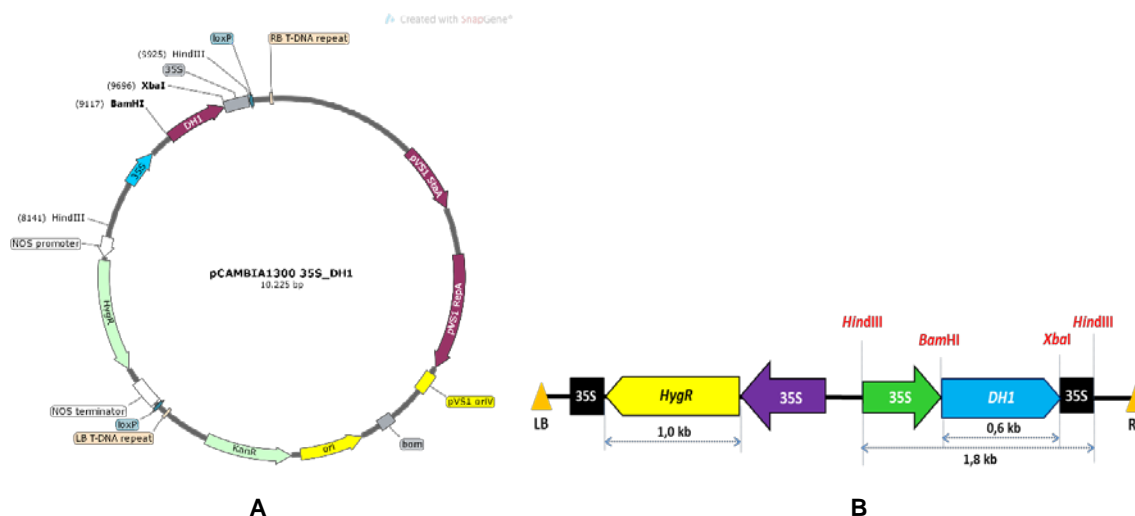 Created with SnapGene®
loxP
RB T-DNA repeat
(9925) HindIII
35S
(9696) XbaI
(9117) BamHI
DH1
35S
pVS1 StaA
(8141) HindIII
NOS promoter
HygR
pCAMBIA1300 35S_DH1
10.225 bp
pVS1 RepA
pVS1 oriV
NOS terminator
loxP
LB T-DNA repeat
KanR
ori
bom
A
HindIII
BamHI
XbaI
HindIII
35S
HygR
35S
35S
DH1
35S
LB
R
1,0 kb
0,6 kb
1,8 kb
B